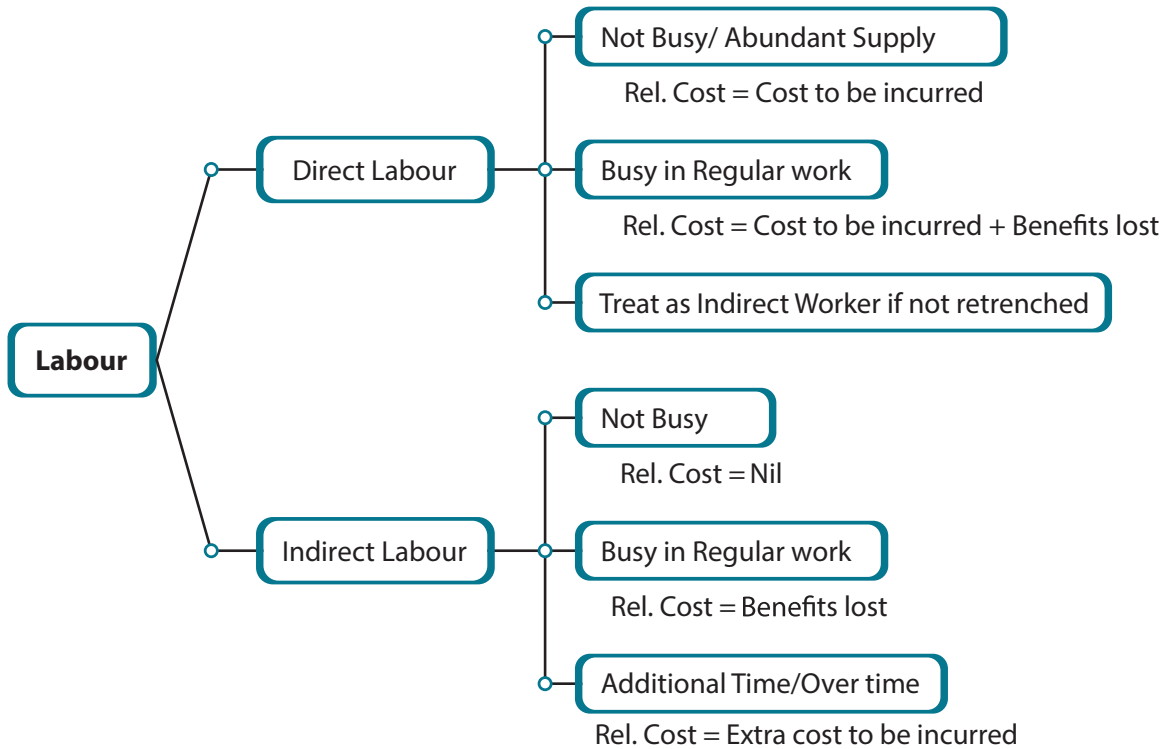 Labour
Direct Labour
Not Busy/ Abundant Supply
Rel. Cost = Cost to be incurred
Busy in Regular work
Rel. Cost = Cost to be incurred + Benefits lost
Treat as Indirect Worker if not retrenched
Indirect Labour
Not Busy
Rel. Cost = Nil
Busy in Regular work
Rel. Cost = Benefits lost
Additional Time/Over time
Rel. Cost = Extra cost to be incurred